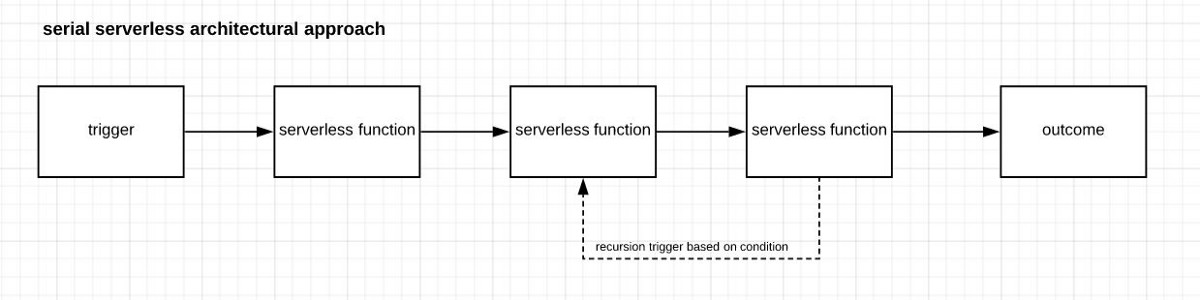 serial serverless architectural approach
trigger
serverless function
serverless function
serverless function
outcome
recursion trigger based on condition